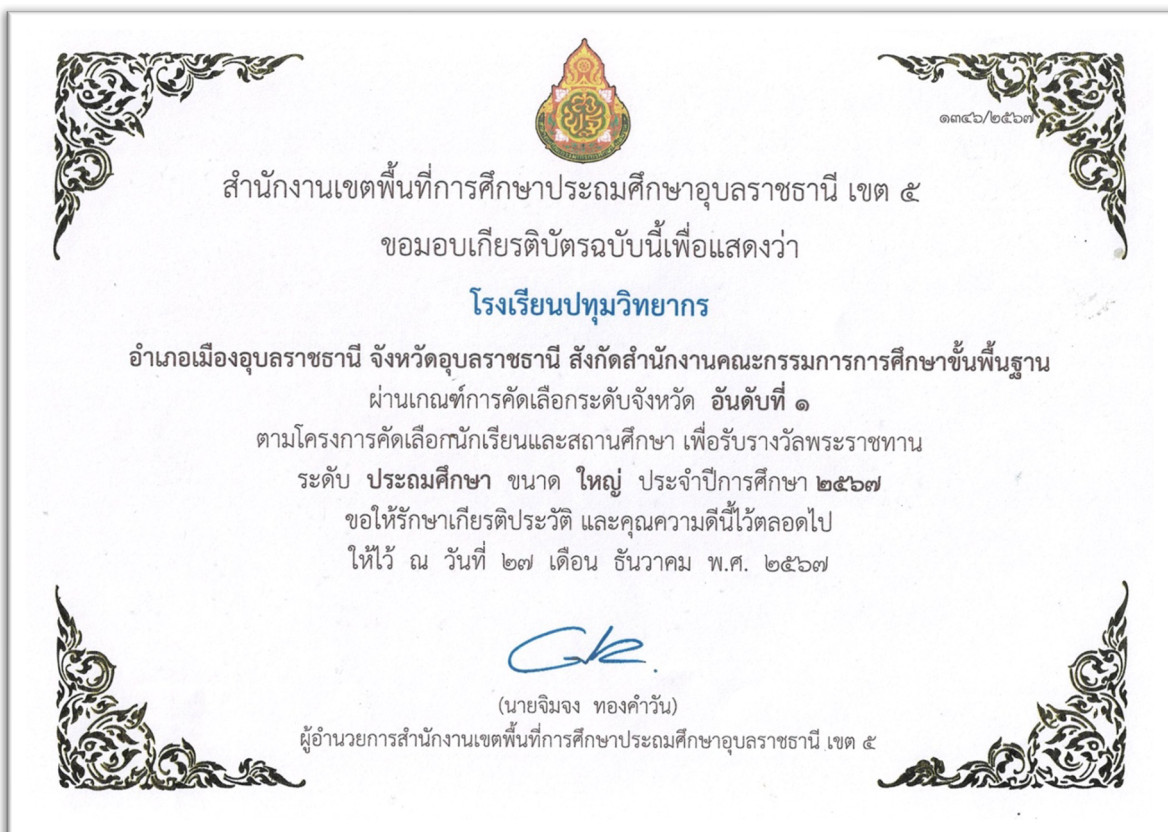 ๑๓๔๖/๒๕๖๗
สำนักงานเขตพื้นที่การศึกษาประถมศึกษาอุบลราชธานี เขต ๕
ขอมอบเกียรติบัตรฉบับนี้เพื่อแสดงว่า
โรงเรียนปทุมวิทยากร
อำเภอเมืองอุบลราชธานี จังหวัดอุบลราชธานี สังกัดสำนักงานคณะกรรมการการศึกษาขั้นพื้นฐาน
ผ่านเกณฑ์การคัดเลือกระดับจังหวัด อันดับที่ ๑
ตามโครงการคัดเลือกนักเรียนและสถานศึกษา เพื่อรับรางวัลพระราชทาน
ระดับ ประถมศึกษา ขนาด ใหญ่ ประจำปีการศึกษา ๒๕๖๗
ขอให้รักษาเกียรติประวัติ และคุณความดีนี้ไว้ตลอดไป
ให้ไว้ ณ วันที่ ๒๗ เดือน ธันวาคม พ.ศ. ๒๕๖๗
(นายจิมจง ทองคำวัน)
ผู้อำนวยการสำนักงานเขตพื้นที่การศึกษาประถมศึกษาอุบลราชธานี เขต ๕